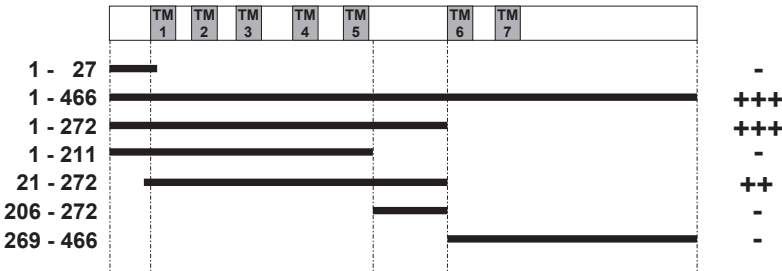 TM 1 TM 2 TM 3 TM 4 TM 5 TM 6 TM 7
1 - 27 -
1 - 466 +++
1 - 272 +++
1 - 211 -
21 - 272 ++
206 - 272 -
269 - 466 -